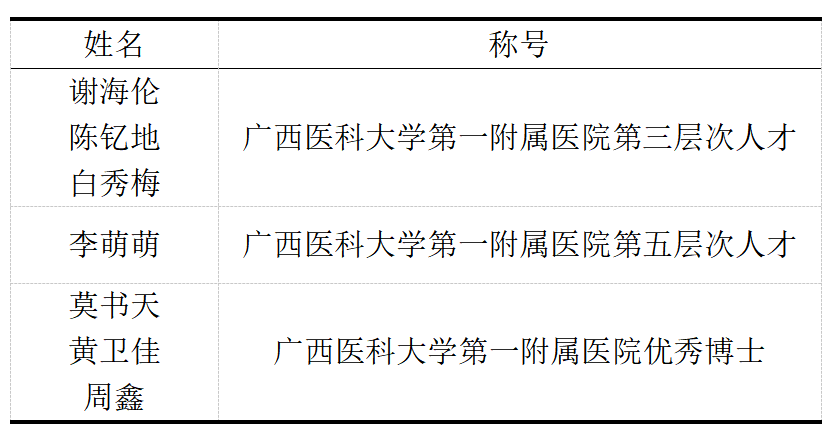 姓名 称号
谢海伦
陈钇地
白秀梅
广西医科大学第一附属医院第三层次人才
李萌萌 广西医科大学第一附属医院第五层次人才
莫书天
黄卫佳
周鑫
广西医科大学第一附属医院优秀博士